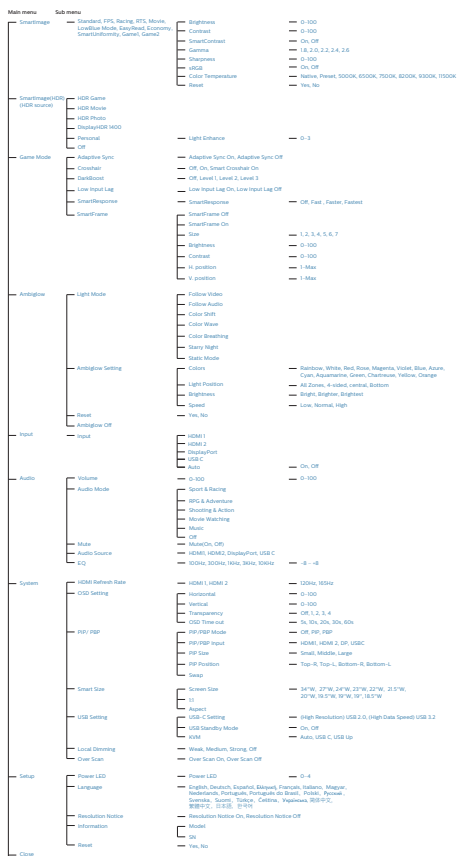 Main menu Sub menu
SmartImage Standard, FPS, Racing, RTS, Movie, Brightness 0-100
LowBlue Mode, EasyRead, Economy, Contrast 0-100
SmartUniformity, Game1, Game2 SmartContrast On, Off
Gamma 1.8, 2.0, 2.2, 2.4, 2.6
Sharpness 0-100
sRGB On, Off
Color Temperature Native, Preset, 5000K, 6500K, 7500K, 8200K, 9300K, 11500K
Reset Yes, No
SmartImage(HDR) HDR Game
(HDR source) HDR Movie
HDR Photo
DisplayHDR 1400
Personal Light Enhance 0-3
Off
Game Mode Adaptive Sync Adaptive Sync On, Adaptive Sync Off
Crosshair Off, On, Smart Crosshair On
DarkBoost Off, Level 1, Level 2, Level 3
Low Input Lag Low Input Lag On, Low Input Lag Off
SmartResponse SmartResponse Off, Fast , Faster, Fastest
SmartFrame SmartFrame Off
SmartFrame On
Size 1, 2, 3, 4, 5, 6, 7
Brightness 0-100
Contrast 0-100
H. position 1-Max
V. position 1-Max
Ambiglow Light Mode Follow Video
Follow Audio
Color Shift
Color Wave
Color Breathing
Starry Night
Static Mode
Ambiglow Setting Colors Rainbow, White, Red, Rose, Magenta, Violet, Blue, Azure,
Cyan, Aquamarine, Green, Chartreuse, Yellow, Orange
Light Position All Zones, 4-sided, central, Bottom
Brightness Bright, Brighter, Brighted
Speed Low, Normal, High
Reset Yes, No
Ambiglow Off
Input Input HDMI 1
HDMI 2
DisplayPort
USB C
Auto On, Off
Audio Volume 0-100 0-100
Audio Mode Sport & Racing
RPG & Adventure
Shooting & Action
Movie Watching
Music
Off
Mute Mute(On, Off)
Audio Source HDMI1, HDMI2, DisplayPort, USB C
EQ 100Hz, 300Hz, 1KHz, 3KHz, 10KHz -8 - +8
System HDMI Refresh Rate HDMI 1, HDMI 2 120Hz, 165Hz
OSD Setting Horizontal 0-100
Vertical 0-100
Transparency Off, 1, 2, 3, 4
OSD Time out 5s, 10s, 20s, 30s, 60s
PIP/ PBP PIP/PBP Mode Off, PIP, PBP
PIP/PBP Input HDMI1, HDMI 2, DP, USBC
PIP Size Small, Middle, Large
PIP Position Top-R, Top-L, Bottom-R, Bottom-L
Swap
Smart Size Screen Size 34"W, 27"W, 24"W, 23"W, 22"W, 21.5"W,
1:1 20"W, 19.5"W, 19"W, 19", 18.5"W
Aspect
USB Setting USB-C Setting (High Resolution) USB 2.0, (High Data Speed) USB 3.2
USB Standby Mode On, Off
KVM Auto, USB C, USB Up
Local Dimming Weak, Medium, Strong, Off
Over Scan Over Scan On, Over Scan Off
Setup Power LED Power LED 0-4
Language English, Deutsch, Español, Ελληνική, Français, Italiano, Magyar,
Nederlands, Português, Português do Brasil, Polski, Русский ,
Svenska, Suomi, Türkçe, Čeština, Українська, 简体中文,
繁體中文, 日本語, 한국어
Resolution Notice Resolution Notice On, Resolution Notice Off
Information Model
SN
Reset Yes, No
Close